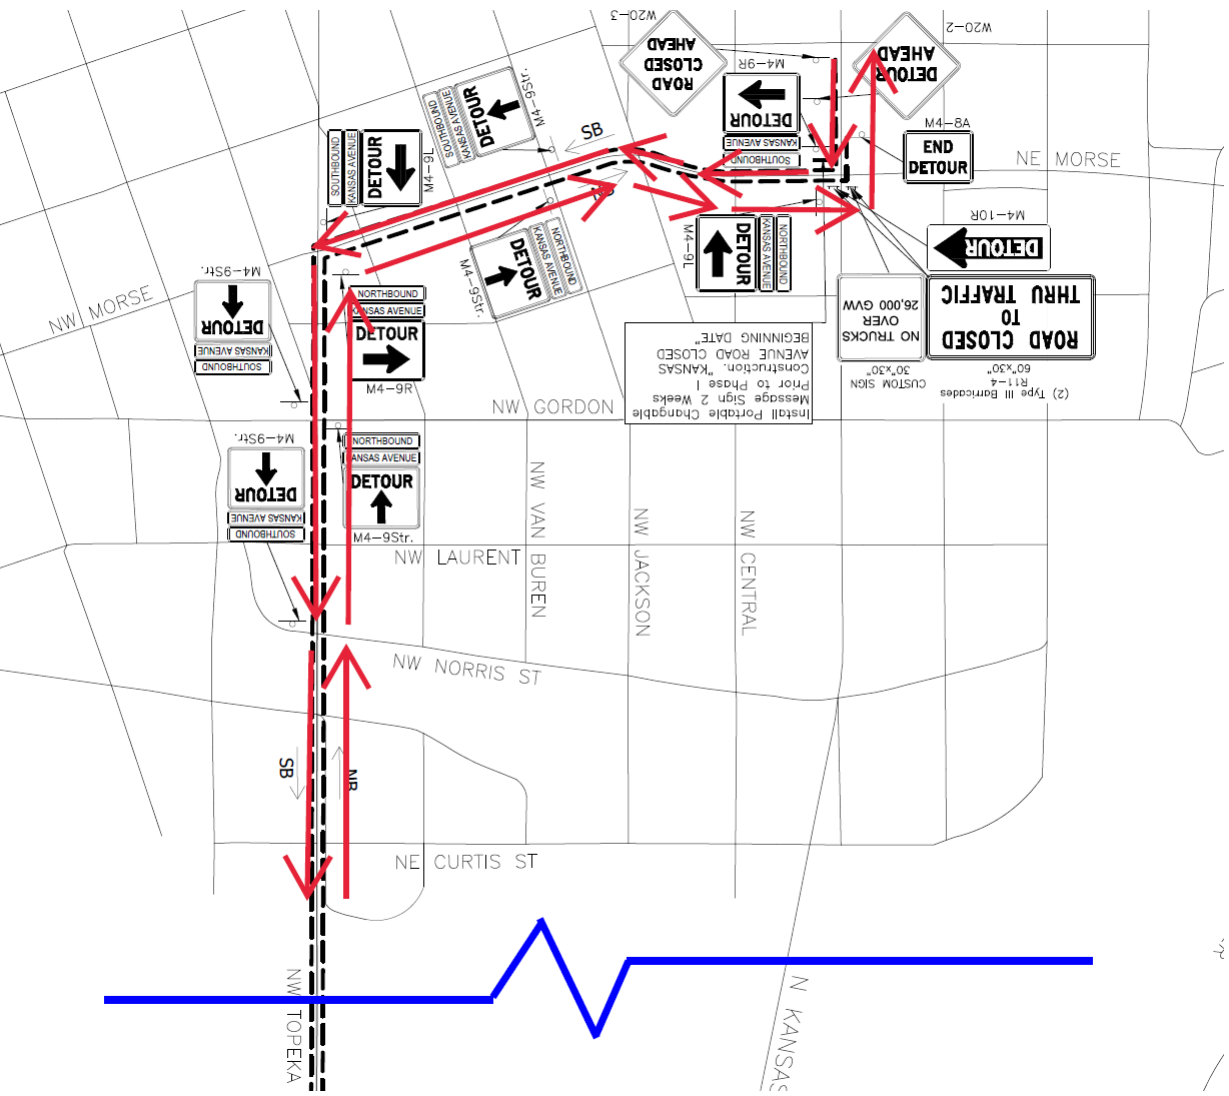 W20-3
ROAD
CLOSED
AHEAD
M4-9R
DETOUR
KANSAS AVENUE
SOUTHBOUND
W20-2
DETOUR
AHEAD
M4-8A
END
DETOUR
NE MORSE
M4-9Str.
DETOUR
KANSAS AVENUE
SOUTHBOUND
SB
M4-9L
DETOUR
KANSAS AVENUE
SOUTHBOUND
NB
M4-9Str.
DETOUR
KANSAS AVENUE
NORTHBOUND
M4-9L
DETOUR
KANSAS AVENUE
NORTHBOUND
M4-10R
DETOUR
ROAD CLOSED
TO
THRU TRAFFIC
NO TRUCKS
OVER
26,000 GVW
CUSTOM SIGN
30"x30"
(2) Type III Barricades
R11-4
60"x30"
Install Portable Changable
Message Sign 2 Weeks
Prior to Phase 1
Construction. "KANSAS
AVENUE ROAD CLOSED
BEGINNING DATE"
NW MORSE
M4-9Str.
DETOUR
KANSAS AVENUE
SOUTHBOUND
NORTHBOUND
KANSAS AVENUE
DETOUR
M4-9R
NW GORDON
M4-9Str.
DETOUR
KANSAS AVENUE
SOUTHBOUND
NORTHBOUND
KANSAS AVENUE
DETOUR
M4-9Str.
NW LAURENT
NW VAN BUREN
NW JACKSON
NW CENTRAL
NW NORRIS ST
SB
NB
NE CURTIS ST
NW TOPEKA
N KANSAS